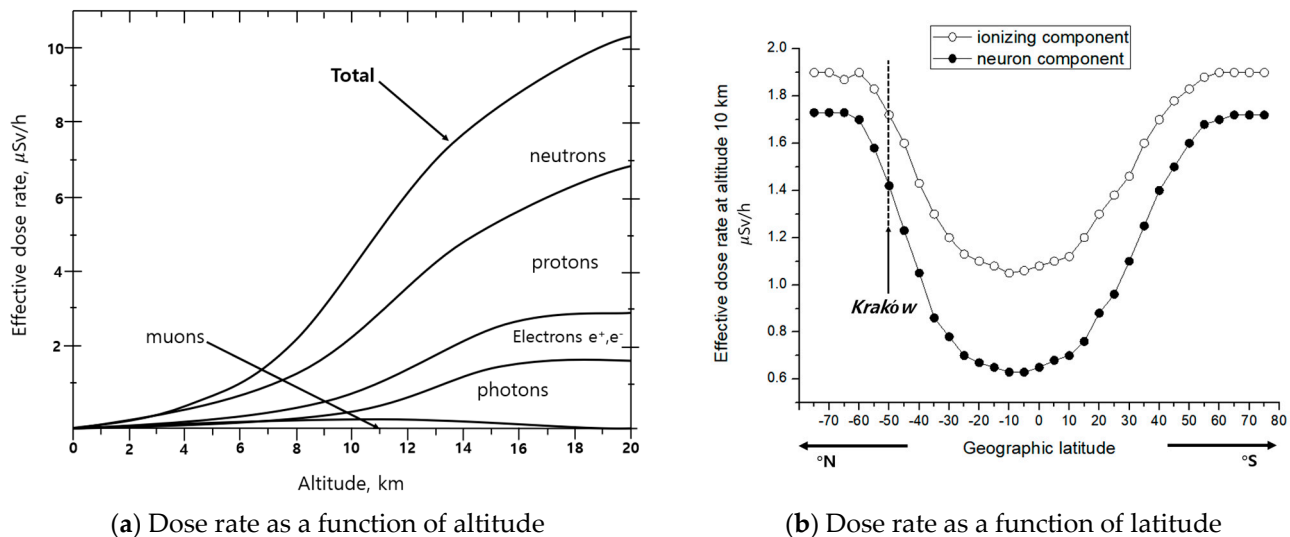 Effective dose rate, μSv/h
10
8
6
4
2
Total
neutrons
protons
muons
Electrons e⁺,e⁻
photons
0 2 4 6 8 10 12 14 16 18 20
Altitude, km
(a) Dose rate as a function of altitude
ionizing component
neuron component
Effective dose rate at altitude 10 km
μSv/h
2.0
1.8
1.6
1.4
1.2
1.0
0.8
0.6
Kraków
-70 -60 -50 -40 -30 -20 -10 0 10 20 30 40 50 60 70 80
Geographic latitude
°N
°S
(b) Dose rate as a function of latitude